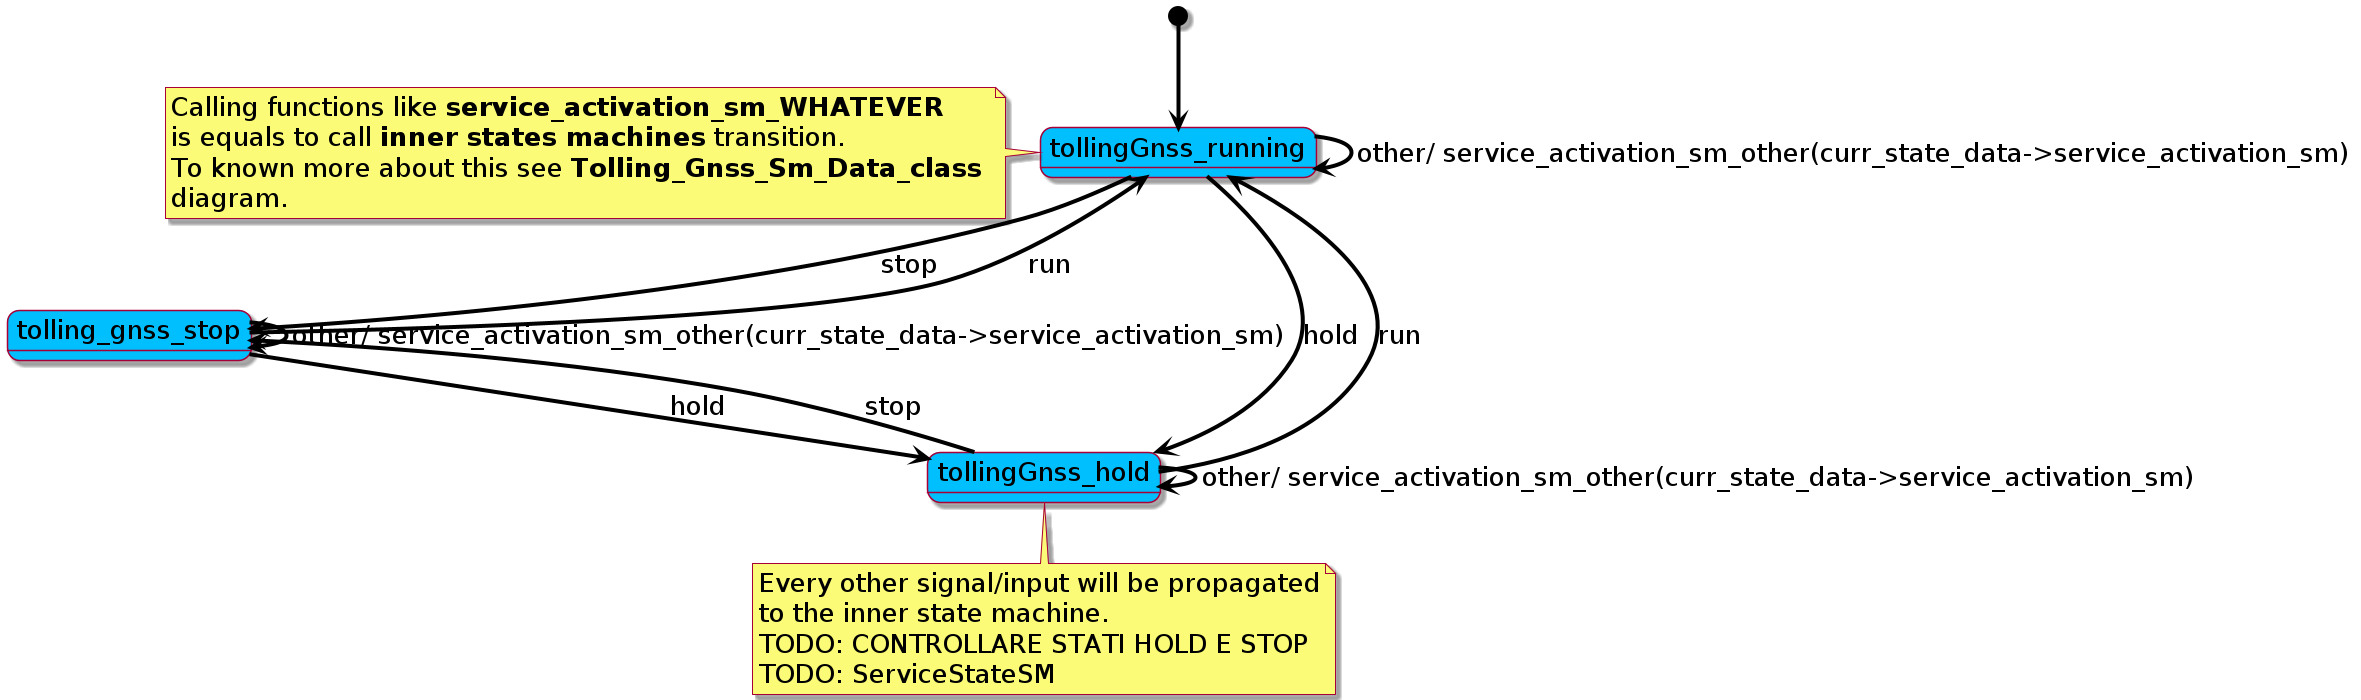 Calling functions like service_activation_sm_WHATEVER
is equals to call inner states machines transition.
To known more about this see Tolling_Gnss_Sm_Data_class
diagram.
tollingGnss_running
other/ service_activation_sm_other(curr_state_data->service_activation_sm)
stop
run
tolling_gnss_stop
other/ service_activation_sm_other(curr_state_data->service_activation_sm)
hold
run
hold
stop
tollingGnss_hold
other/ service_activation_sm_other(curr_state_data->service_activation_sm)
Every other signal/input will be propagated
to the inner state machine.
TODO: CONTROLLARE STATI HOLD E STOP
TODO: ServiceStateSM